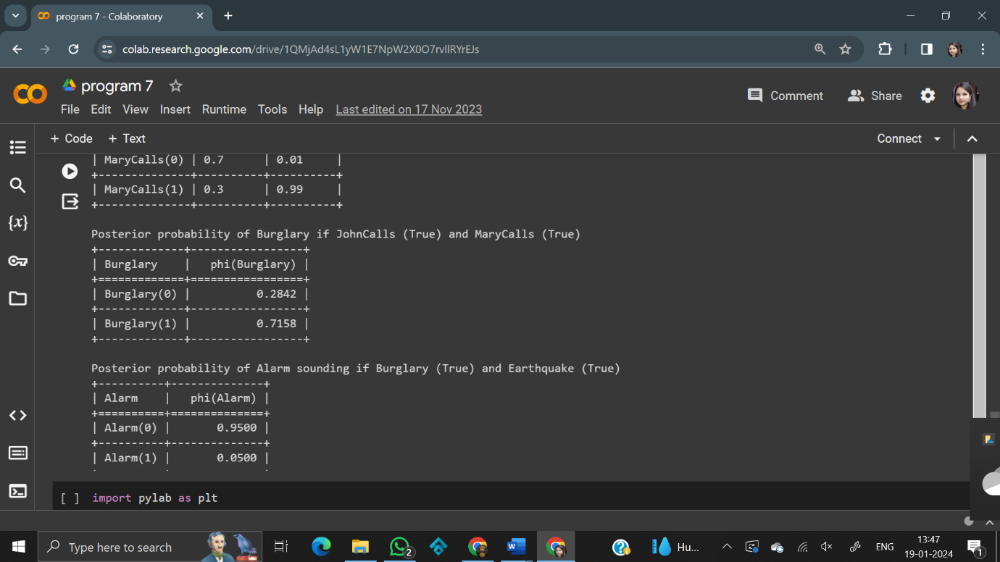 program 7 - Colaboratory
colab.research.google.com/drive/1QMjAd4sL1yW1E7NpW2X0O7rvllRYrEJs
program 7
Comment
Share
File Edit View Insert Runtime Tools Help Last edited on 17 Nov 2023
+ Code + Text
Connect
| MaryCalls(0) | 0.7 | 0.01 |
+--------------+----------+----------+
| MaryCalls(1) | 0.3 | 0.99 |
+--------------+----------+----------+
Posterior probability of Burglary if JohnCalls (True) and MaryCalls (True)
+-------------+-----------------+
| Burglary | phi(Burglary) |
+=============+=================+
| Burglary(0) | 0.2842 |
+-------------+-----------------+
| Burglary(1) | 0.7158 |
+-------------+-----------------+
Posterior probability of Alarm sounding if Burglary (True) and Earthquake (True)
+----------+--------------+
| Alarm | phi(Alarm) |
+==========+==============+
| Alarm(0) | 0.9500 |
+----------+--------------+
| Alarm(1) | 0.0500 |
[ ] import pylab as plt
Type here to search
2
Hu...
ENG
13:47
19-01-2024
1